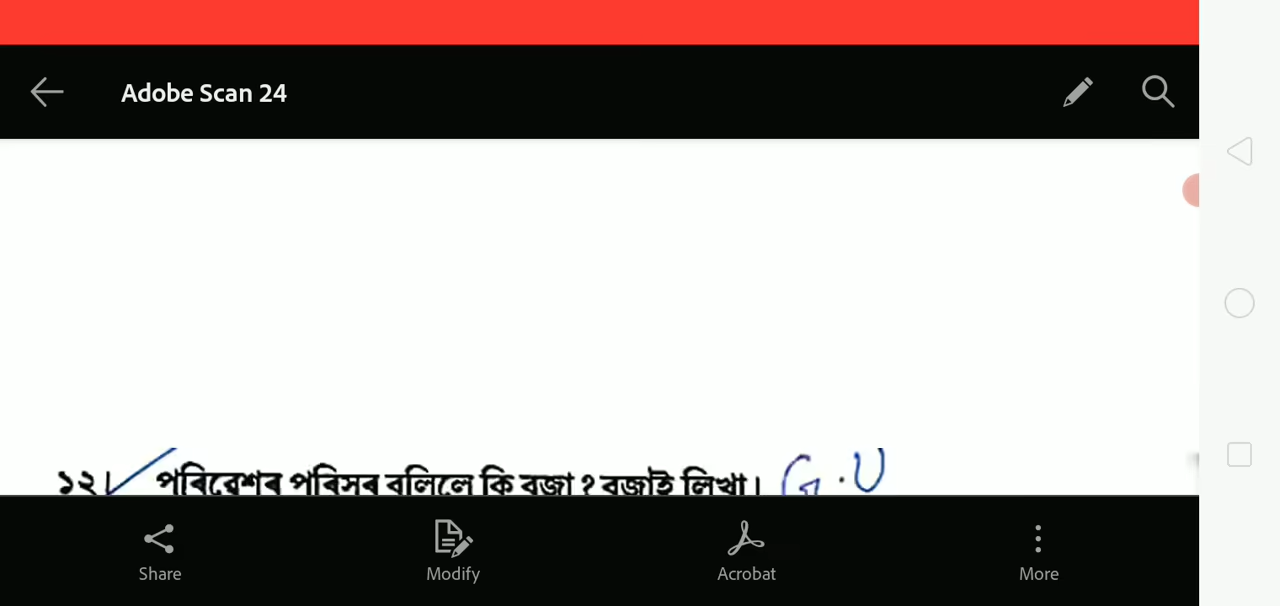 Adobe Scan 24
১২। পৰিৱেশৰ পৰিসৰ বুলিলে কি বুজা ? বুজাই লিখা। G.U
Share
Modify
Acrobat
More